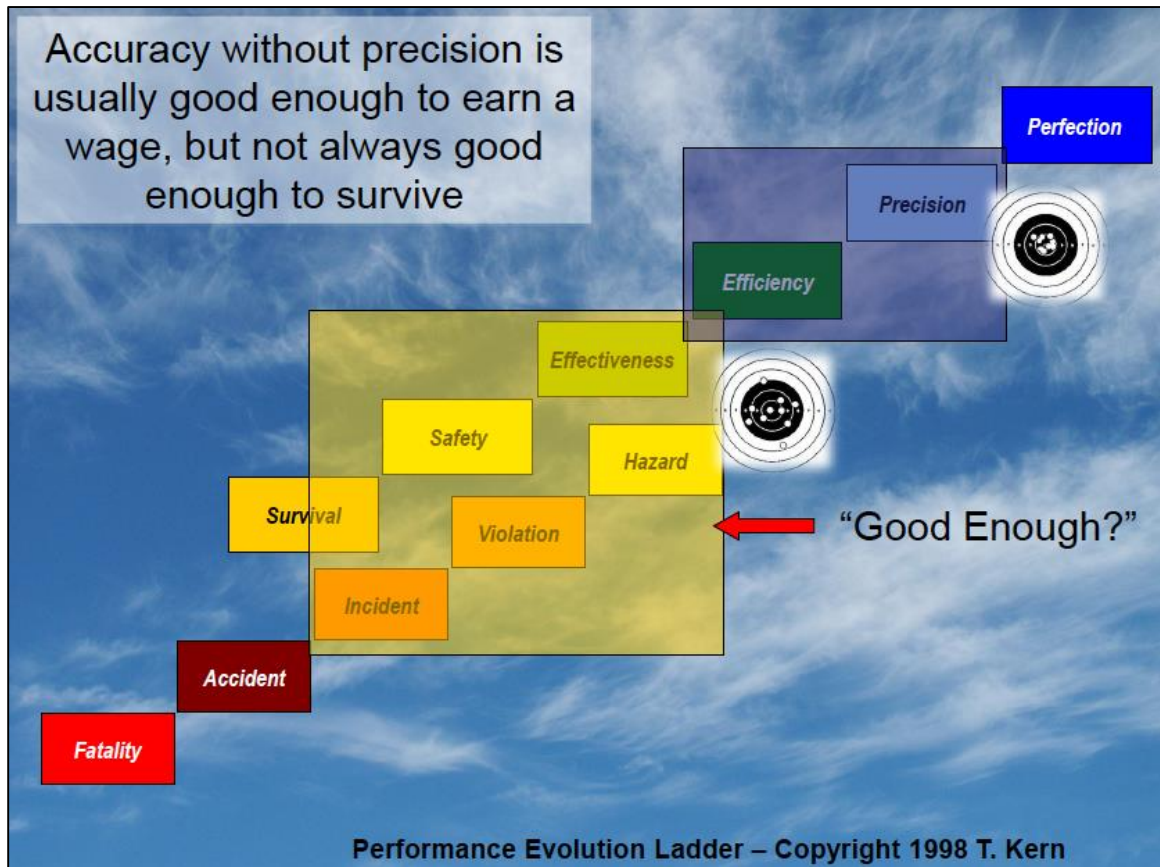 Accuracy without precision is
usually good enough to earn a
wage, but not always good
enough to survive
Perfection
Precision
Efficiency
Effectiveness
Safety
Hazard
Survival
Violation
“Good Enough?”
Incident
Accident
Fatality
Performance Evolution Ladder – Copyright 1998 T. Kern